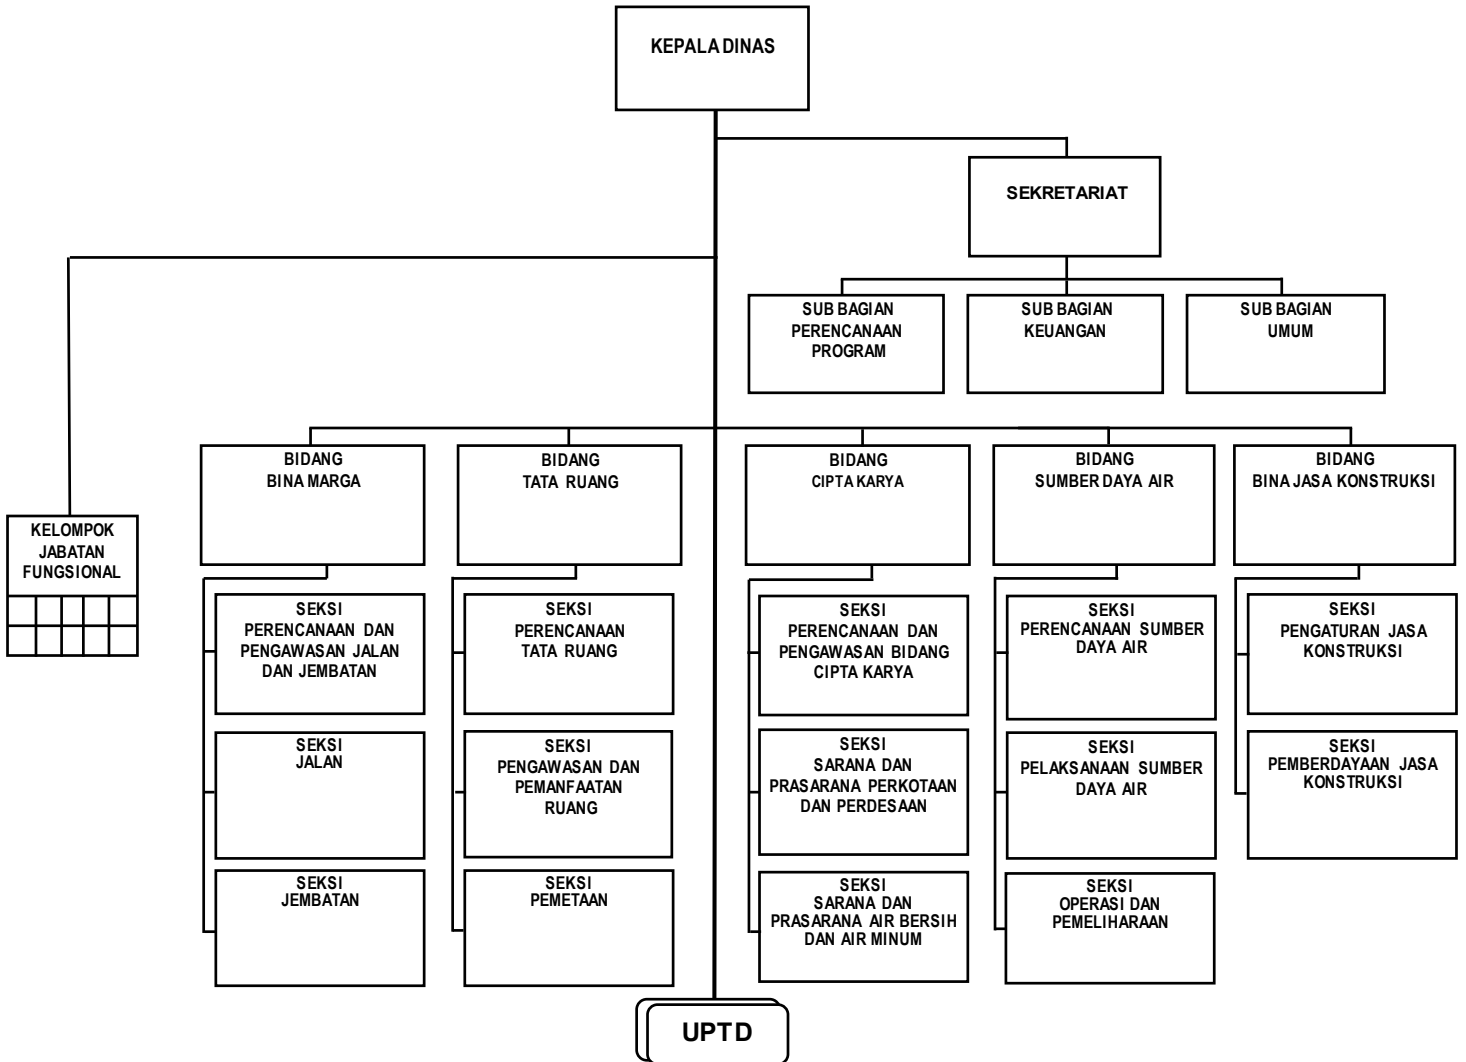 KEPALA DINAS
SEKRETARIAT
SUB BAGIAN
PERENCANAAN
PROGRAM
SUB BAGIAN
KEUANGAN
SUB BAGIAN
UMUM
BIDANG
BINA MARGA
BIDANG
TATA RUANG
BIDANG
CIPTA KARYA
BIDANG
SUMBER DAYA AIR
BIDANG
BINA JASA KONSTRUKSI
KELOMPOK
JABATAN
FUNGSIONAL
SEKSI
PERENCANAAN DAN
PENGAWASAN JALAN
DAN JEMBATAN
SEKSI
PERENCANAAN
TATA RUANG
SEKSI
PERENCANAAN DAN
PENGAWASAN BIDANG
CIPTA KARYA
SEKSI
PERENCANAAN SUMBER
DAYA AIR
SEKSI
PENGATURAN JASA
KONSTRUKSI
SEKSI
JALAN
SEKSI
PENGAWASAN DAN
PEMANFAATAN
RUANG
SEKSI
SARANA DAN
PRASARANA PERKOTAAN
DAN PERDESAAN
SEKSI
PELAKSANAAN SUMBER
DAYA AIR
SEKSI
PEMBERDAYAAN JASA
KONSTRUKSI
SEKSI
JEMBATAN
SEKSI
PEMETAAN
SEKSI
SARANA DAN
PRASARANA AIR BERSIH
DAN AIR MINUM
SEKSI
OPERASI DAN
PEMELIHARAAN
UPTD